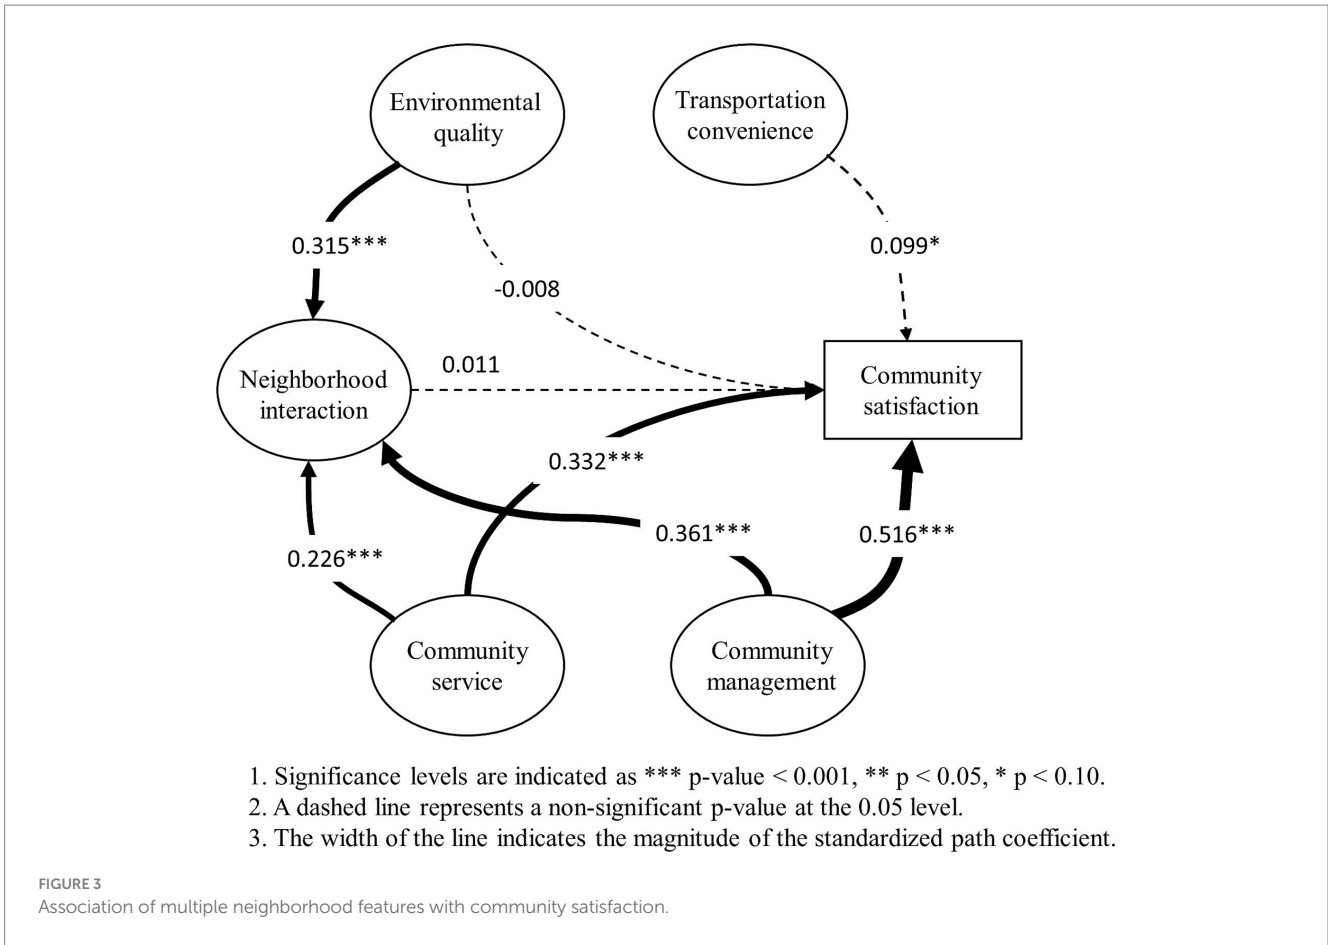 Environmental
quality
Transportation
convenience
0.315***
0.099*
-0.008
Neighborhood
interaction
0.011
Community
satisfaction
0.332***
0.226***
0.361***
0.516***
Community
service
Community
management
1. Significance levels are indicated as *** p-value < 0.001, ** p < 0.05, * p < 0.10.
2. A dashed line represents a non-significant p-value at the 0.05 level.
3. The width of the line indicates the magnitude of the standardized path coefficient.
FIGURE 3
Association of multiple neighborhood features with community satisfaction.